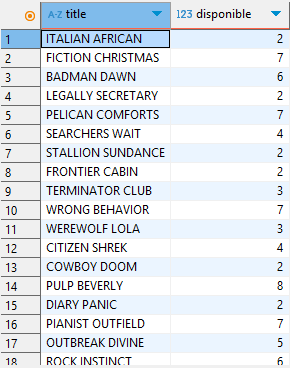 A-Z title 123 disponible
1 ITALIAN AFRICAN 2
2 FICTION CHRISTMAS 7
3 BADMAN DAWN 6
4 LEGALLY SECRETARY 2
5 PELICAN COMFORTS 7
6 SEARCHERS WAIT 4
7 STALLION SUNDANCE 2
8 FRONTIER CABIN 2
9 TERMINATOR CLUB 3
10 WRONG BEHAVIOR 7
11 WEREWOLF LOLA 3
12 CITIZEN SHREK 4
13 COWBOY DOOM 2
14 PULP BEVERLY 8
15 DIARY PANIC 2
16 PIANIST OUTFIELD 7
17 OUTBREAK DIVINE 5
18 ROCK INSTINCT 6